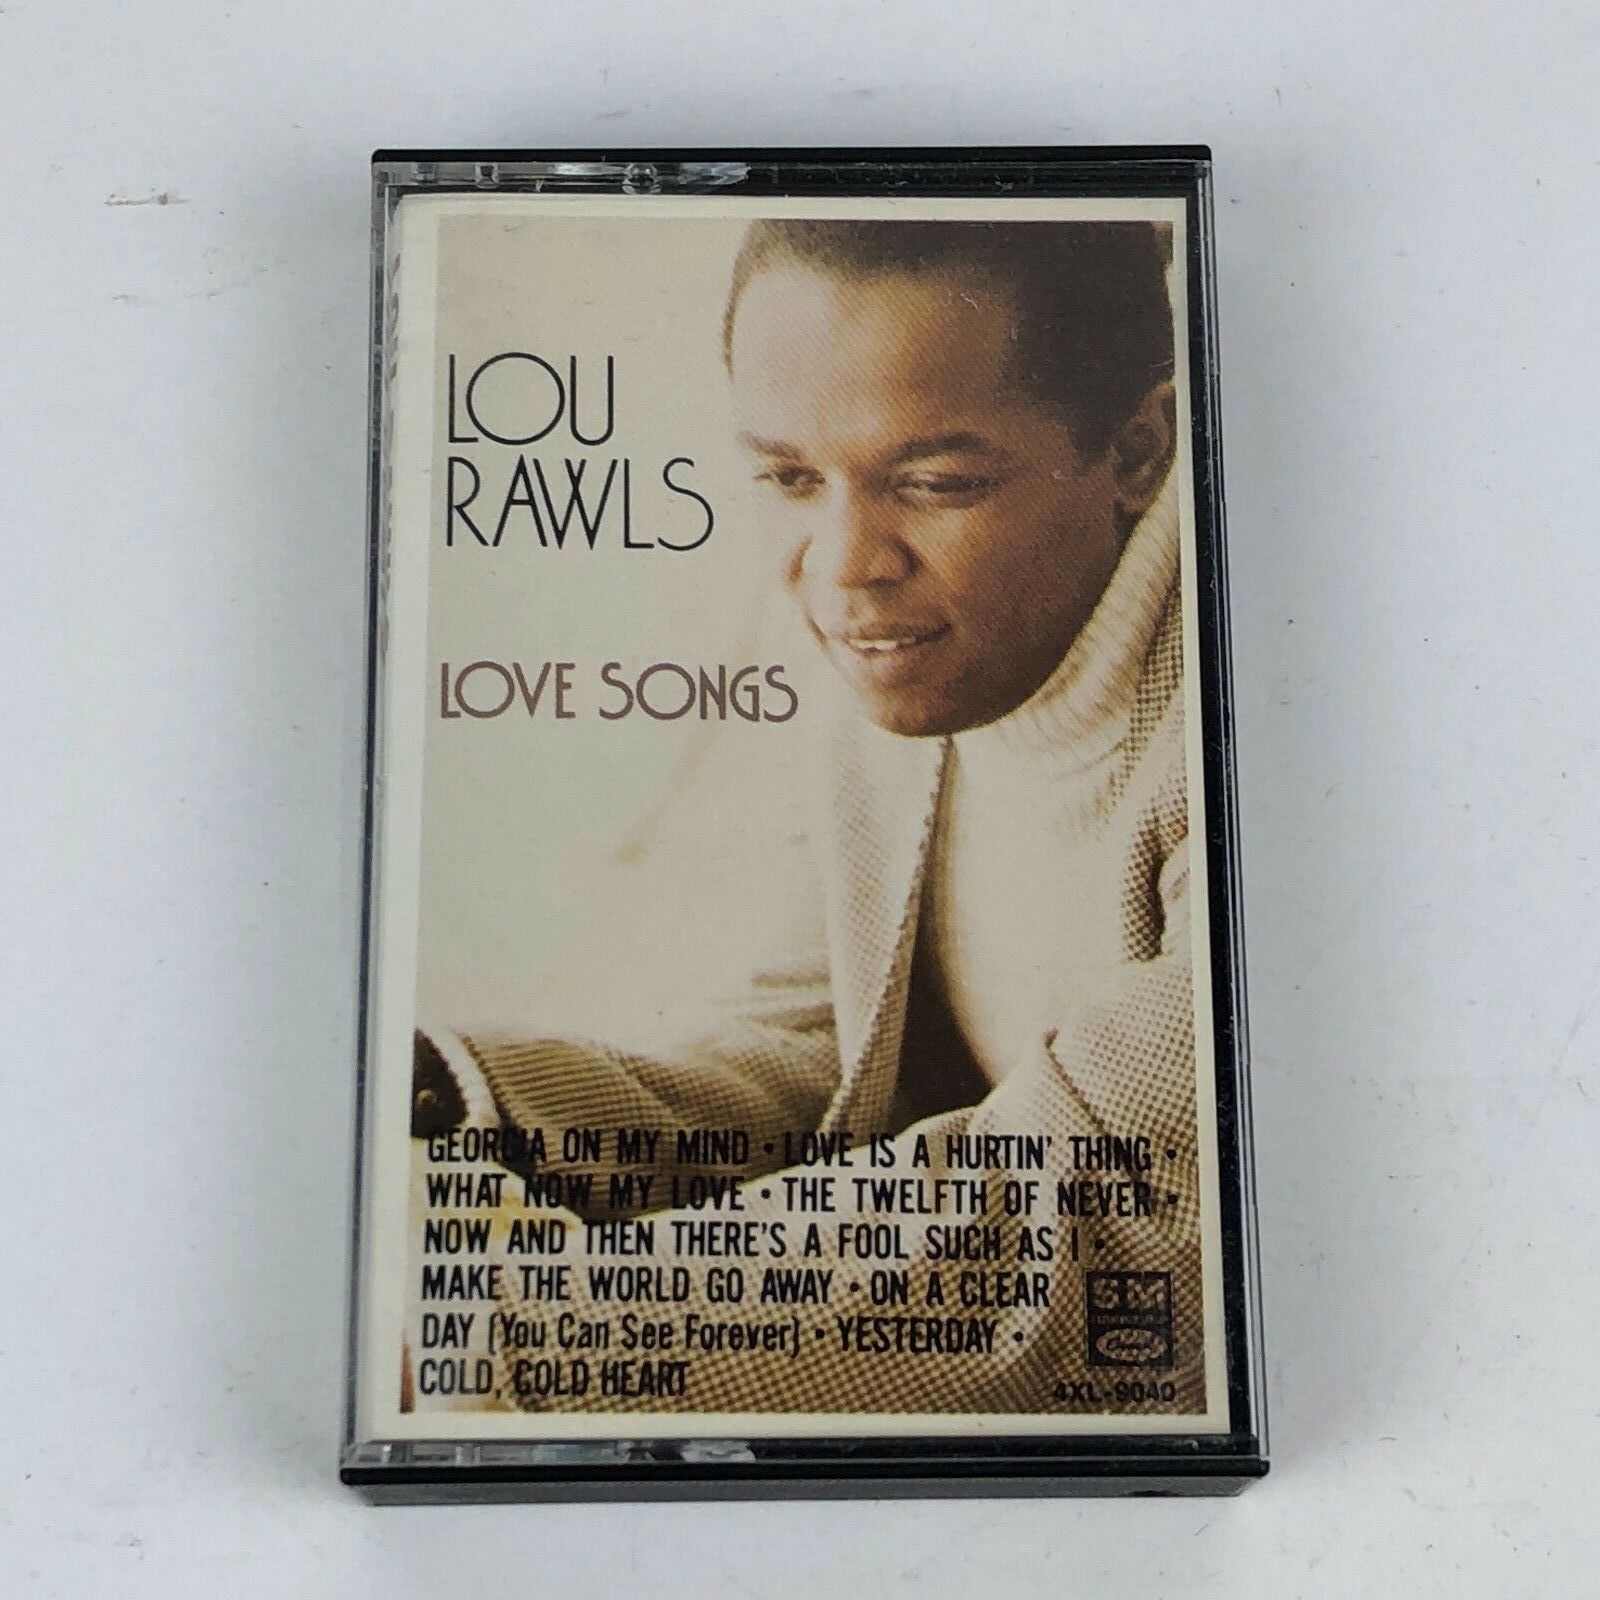 LOU
RAWLS
LOVE SONGS
GEORGIA ON MY MIND • LOVE IS A HURTIN' THING •
WHAT NOW MY LOVE • THE TWELFTH OF NEVER •
NOW AND THEN THERE'S A FOOL SUCH AS I •
MAKE THE WORLD GO AWAY • ON A CLEAR
DAY (You Can See Forever) • YESTERDAY •
COLD, COLD HEART
Capitol
4XL-9040